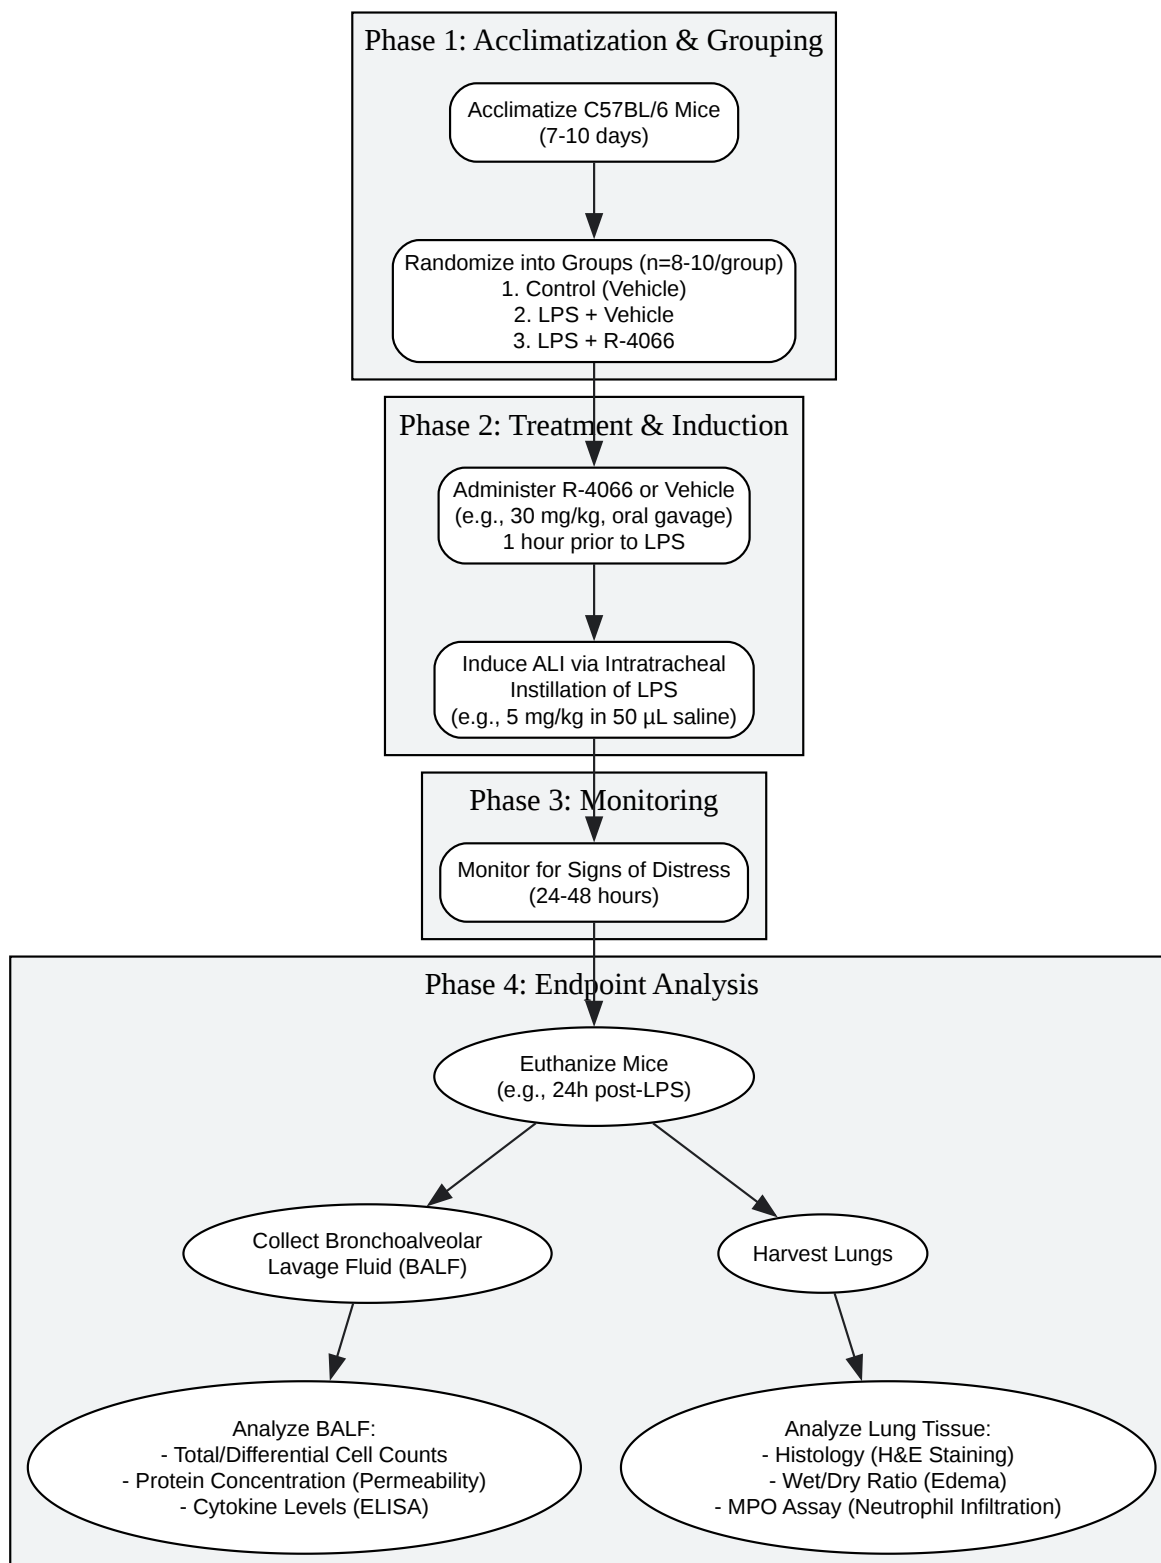 Phase 1: Acclimatization & Grouping
Acclimatize C57BL/6 Mice
(7-10 days)
Randomize into Groups (n=8-10/group)
1. Control (Vehicle)
2. LPS + Vehicle
3. LPS + R-4066
Phase 2: Treatment & Induction
Administer R-4066 or Vehicle
(e.g., 30 mg/kg, oral gavage)
1 hour prior to LPS
Induce ALI via Intratracheal
Instillation of LPS
(e.g., 5 mg/kg in 50 µL saline)
Phase 3: Monitoring
Monitor for Signs of Distress
(24-48 hours)
Phase 4: Endpoint Analysis
Euthanize Mice
(e.g., 24h post-LPS)
Collect Bronchoalveolar
Lavage Fluid (BALF)
Harvest Lungs
Analyze BALF:
- Total/Differential Cell Counts
- Protein Concentration (Permeability)
- Cytokine Levels (ELISA)
Analyze Lung Tissue:
- Histology (H&E Staining)
- Wet/Dry Ratio (Edema)
- MPO Assay (Neutrophil Infiltration)